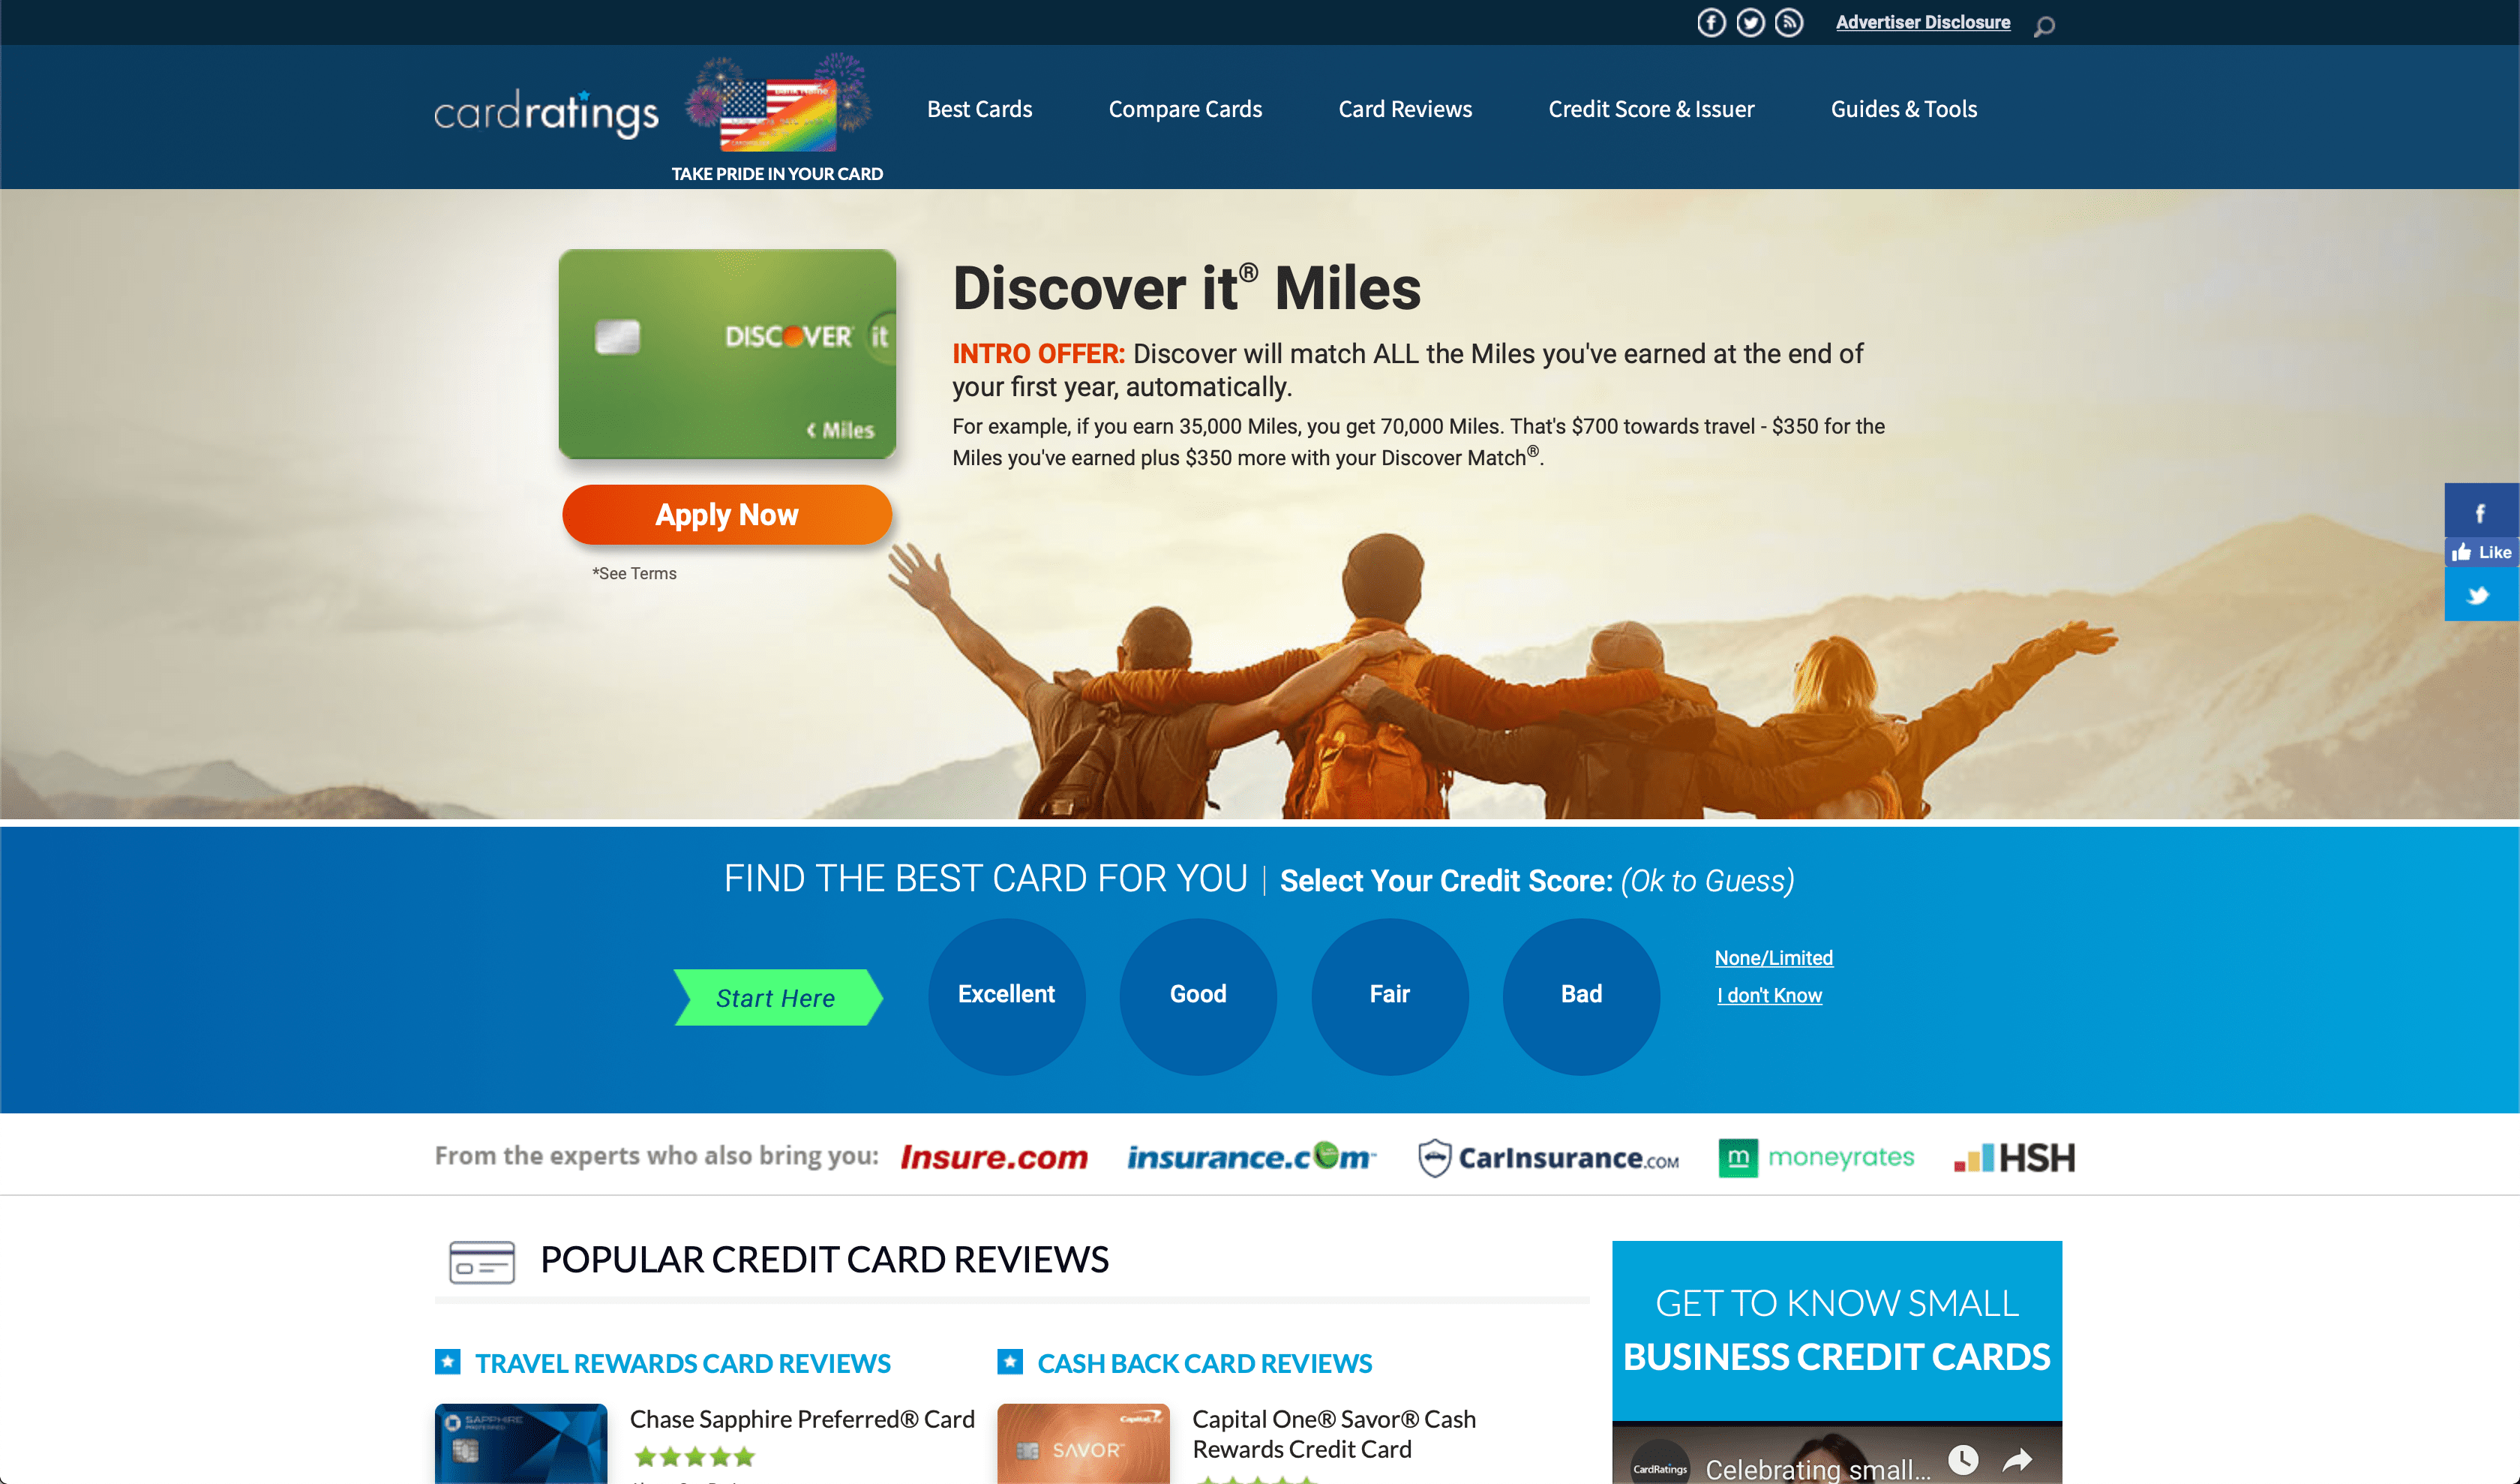 Advertiser Disclosure
cardratings
Bank Name
TAKE PRIDE IN YOUR CARD
Best Cards
Compare Cards
Card Reviews
Credit Score & Issuer
Guides & Tools
DISCOVER it
Miles
Apply Now
*See Terms
Discover it® Miles
INTRO OFFER: Discover will match ALL the Miles you've earned at the end of
your first year, automatically.
For example, if you earn 35,000 Miles, you get 70,000 Miles. That's $700 towards travel - $350 for the
Miles you've earned plus $350 more with your Discover Match®.
Like
FIND THE BEST CARD FOR YOU | Select Your Credit Score: (Ok to Guess)
Start Here
Excellent
Good
Fair
Bad
None/Limited
I don't Know
From the experts who also bring you:
Insure.com
insurance.com
CarInsurance.COM
m moneyrates
HSH
POPULAR CREDIT CARD REVIEWS
TRAVEL REWARDS CARD REVIEWS
SAPPHIRE
PREFERRED
Chase Sapphire Preferred® Card
CASH BACK CARD REVIEWS
Capital One
SAVOR
Capital One® Savor® Cash
Rewards Credit Card
GET TO KNOW SMALL
BUSINESS CREDIT CARDS
CardRatings
Celebrating small...